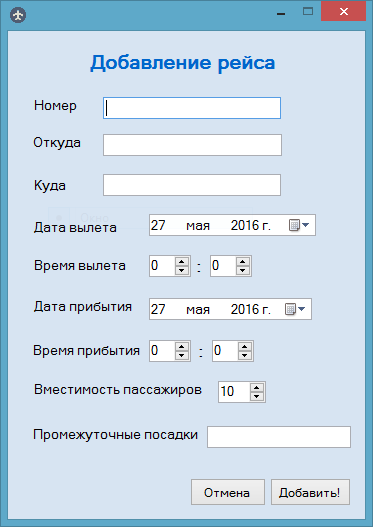 Добавление рейса
Номер
Откуда
Куда
Дата вылета 27 мая 2016 г.
Время вылета 0 : 0
Дата прибытия 27 мая 2016 г.
Время прибытия 0 : 0
Вместимость пассажиров 10
Промежуточные посадки
Отмена Добавить!